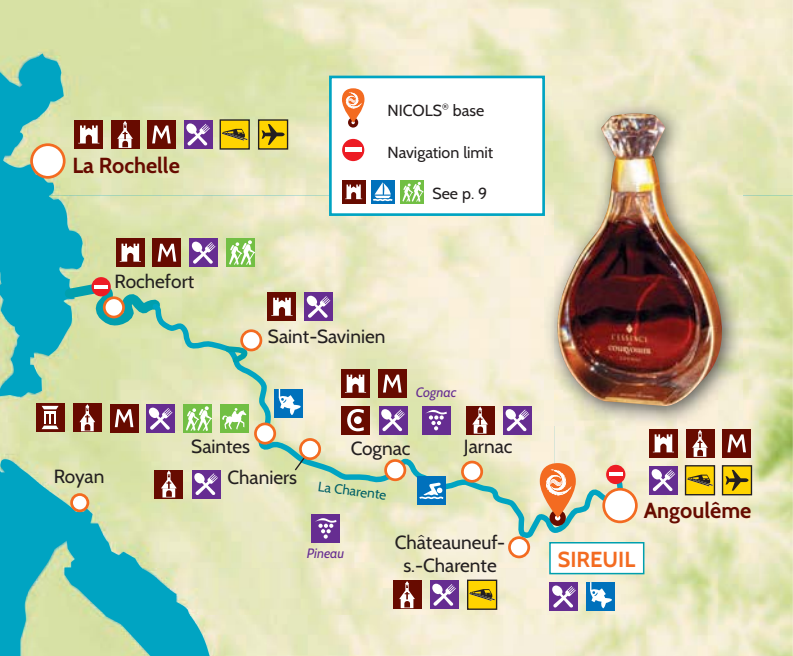 NICOLS® base
Navigation limit
See p. 9
M
La Rochelle
M
Rochefort
Saint-Savinien
L'ESSENCE
COURVOISIER
COGNAC
M
Cognac
M
Saintes
Cognac
Jarnac
M
Royan
Chaniers
La Charente
Angoulême
Pineau
Châteauneuf-
s.-Charente
SIREUIL